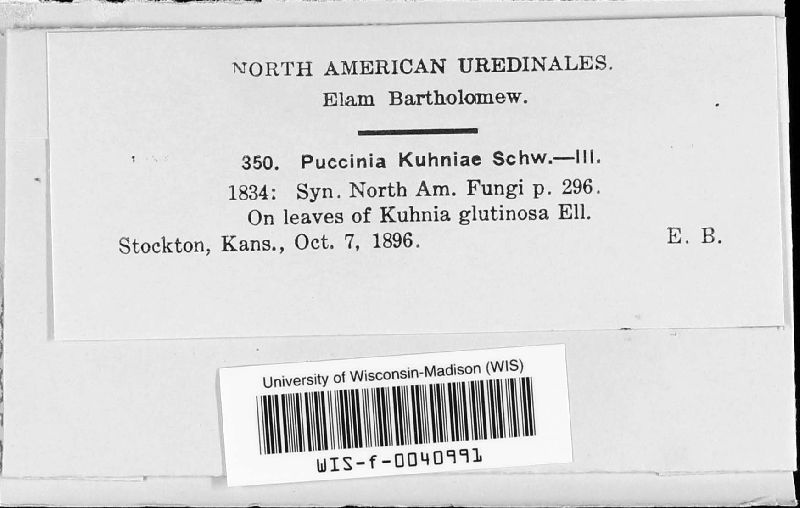 NORTH AMERICAN UREDINALES.
Elam Bartholomew.
350. Puccinia Kuhniae Schw.—III.
1834: Syn. North Am. Fungi p. 296.
On leaves of Kuhnia glutinosa Ell.
Stockton, Kans., Oct. 7, 1896. E. B.
University of Wisconsin-Madison (WIS)
WIS-f-0040991